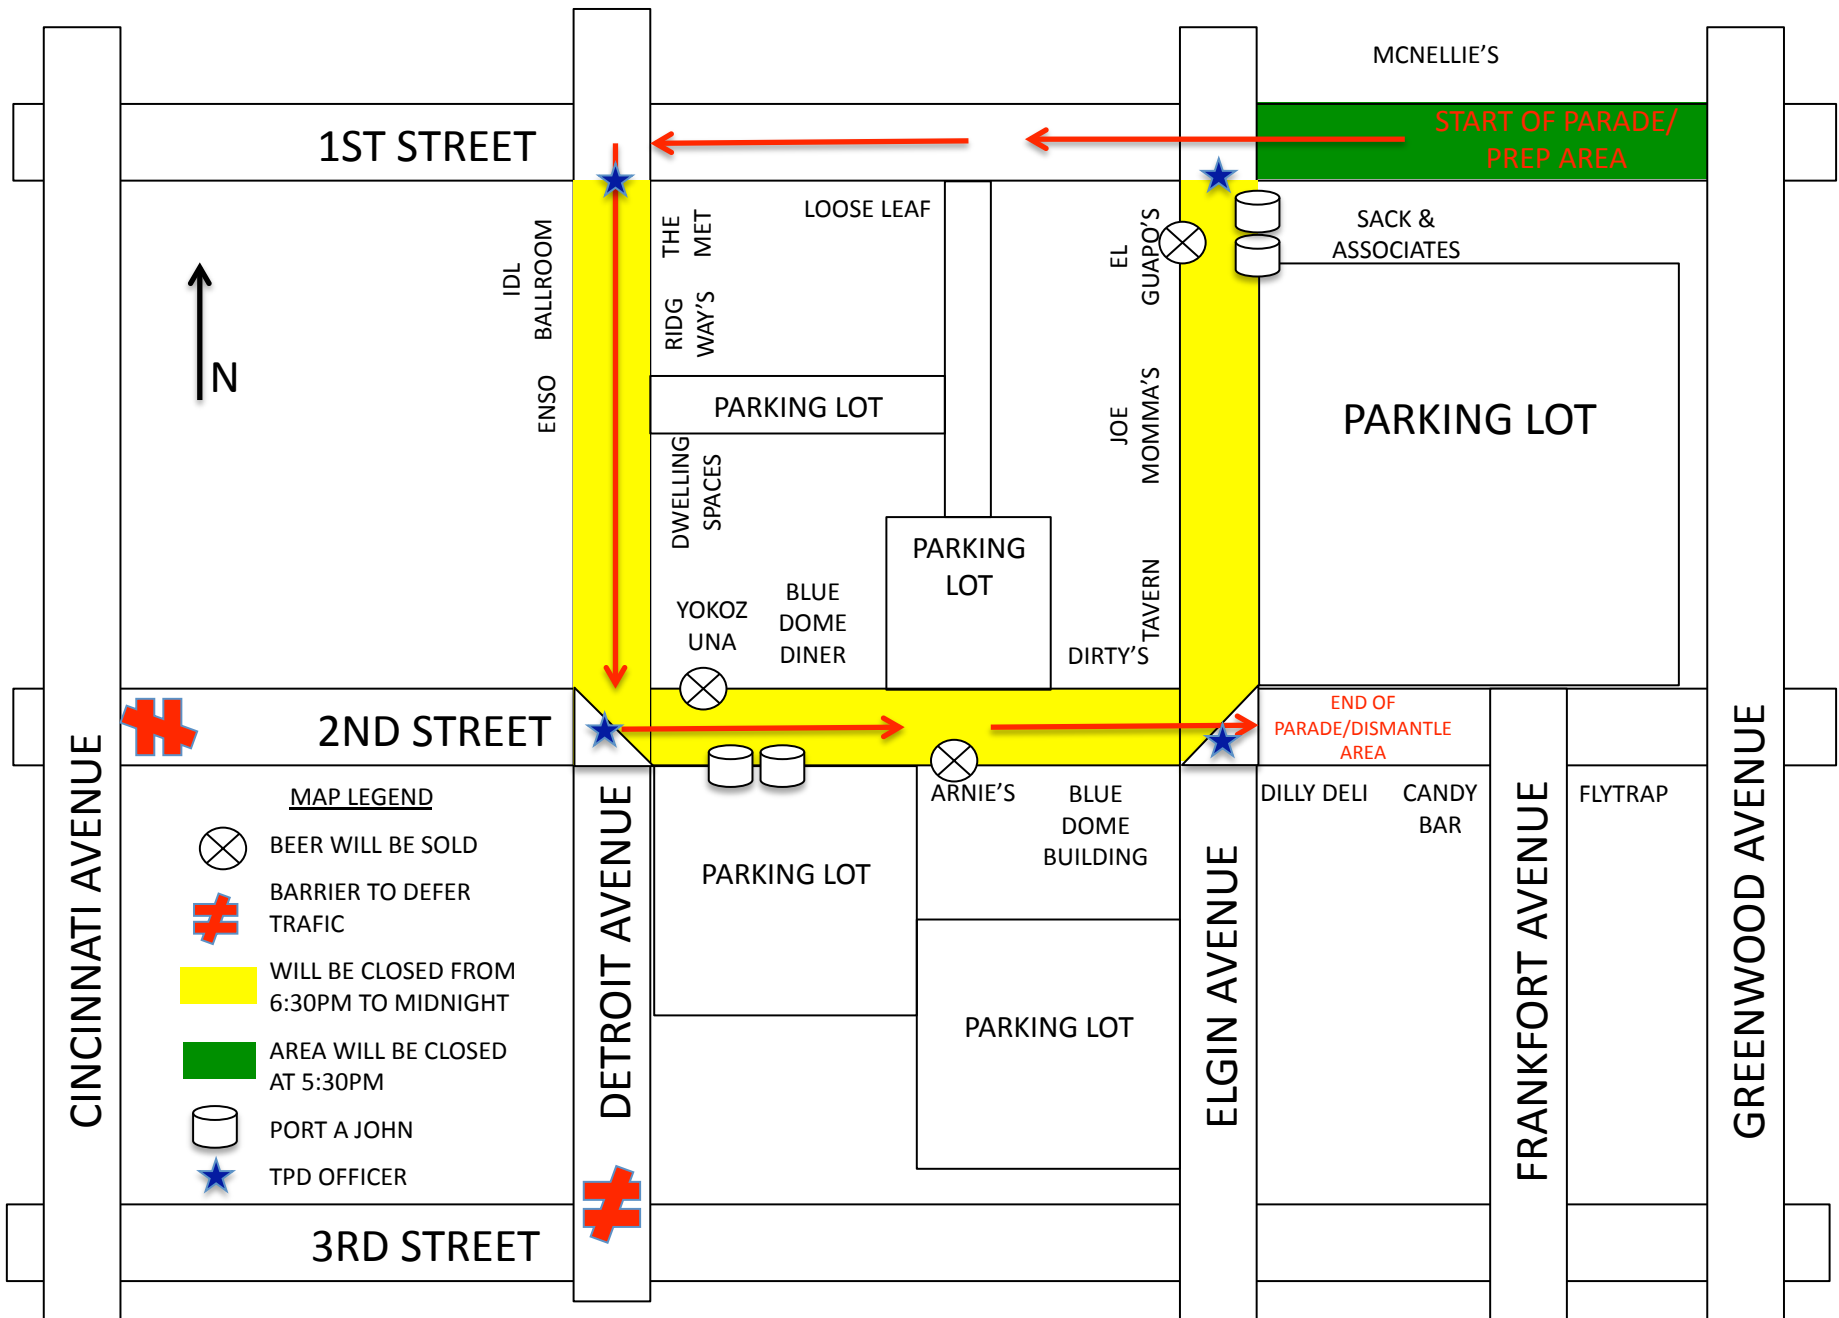 MCNELLIE'S
1ST STREET
START OF PARADE/
PREP AREA
IDL
BALLROOM
THE
MET
LOOSE LEAF
EL
GUAPO'S
SACK &
ASSOCIATES
N
ENSO
RIDG
WAY'S
PARKING LOT
JOE
MOMMA'S
PARKING LOT
DWELLING
SPACES
PARKING
LOT
TAVERN
YOKOZ
UNA
BLUE
DOME
DINER
DIRTY'S
2ND STREET
END OF
PARADE/DISMANTLE
AREA
CINCINNATI AVENUE
MAP LEGEND
BEER WILL BE SOLD
BARRIER TO DEFER
TRAFIC
WILL BE CLOSED FROM
6:30PM TO MIDNIGHT
AREA WILL BE CLOSED
AT 5:30PM
PORT A JOHN
TPD OFFICER
DETROIT AVENUE
PARKING LOT
ARNIE'S
BLUE
DOME
BUILDING
PARKING LOT
ELGIN AVENUE
DILLY DELI
CANDY
BAR
FRANKFORT AVENUE
FLYTRAP
GREENWOOD AVENUE
3RD STREET